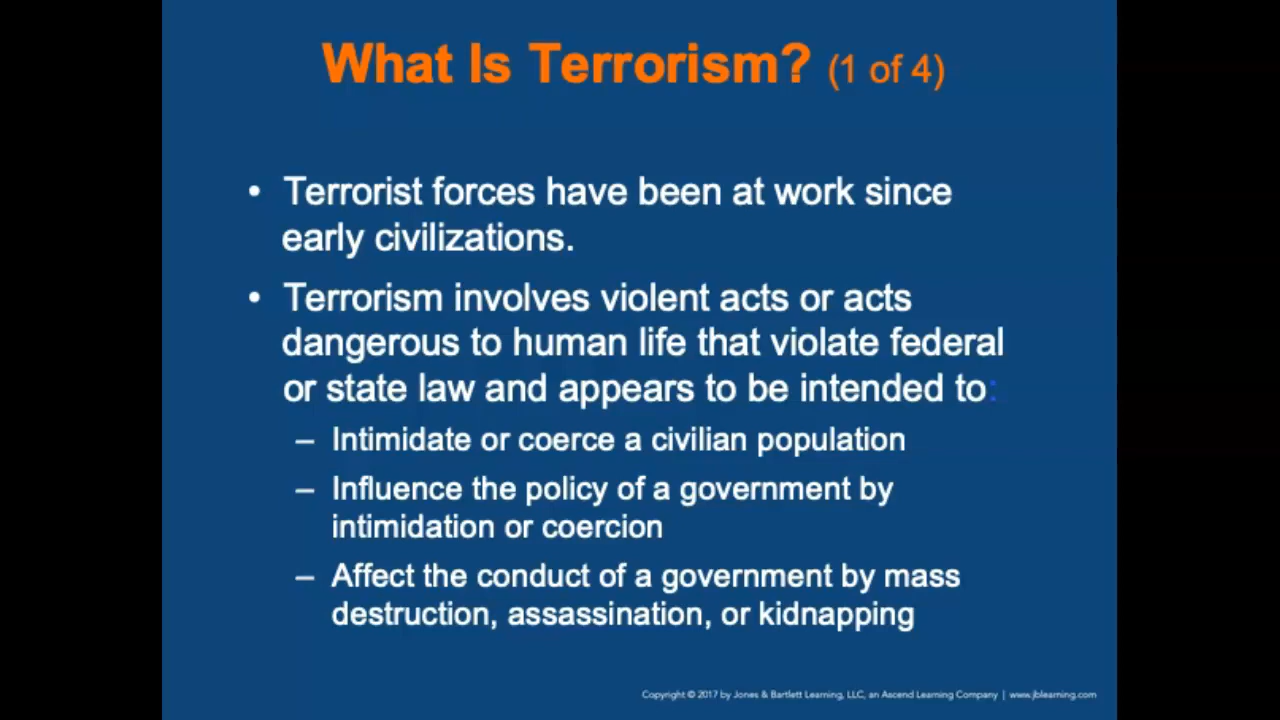 What Is Terrorism? (1 of 4)
• Terrorist forces have been at work since
early civilizations.
• Terrorism involves violent acts or acts
dangerous to human life that violate federal
or state law and appears to be intended to:
– Intimidate or coerce a civilian population
– Influence the policy of a government by
intimidation or coercion
– Affect the conduct of a government by mass
destruction, assassination, or kidnapping
Copyright © 2017 by Jones & Bartlett Learning, LLC, an Ascend Learning Company | www.jblearning.com